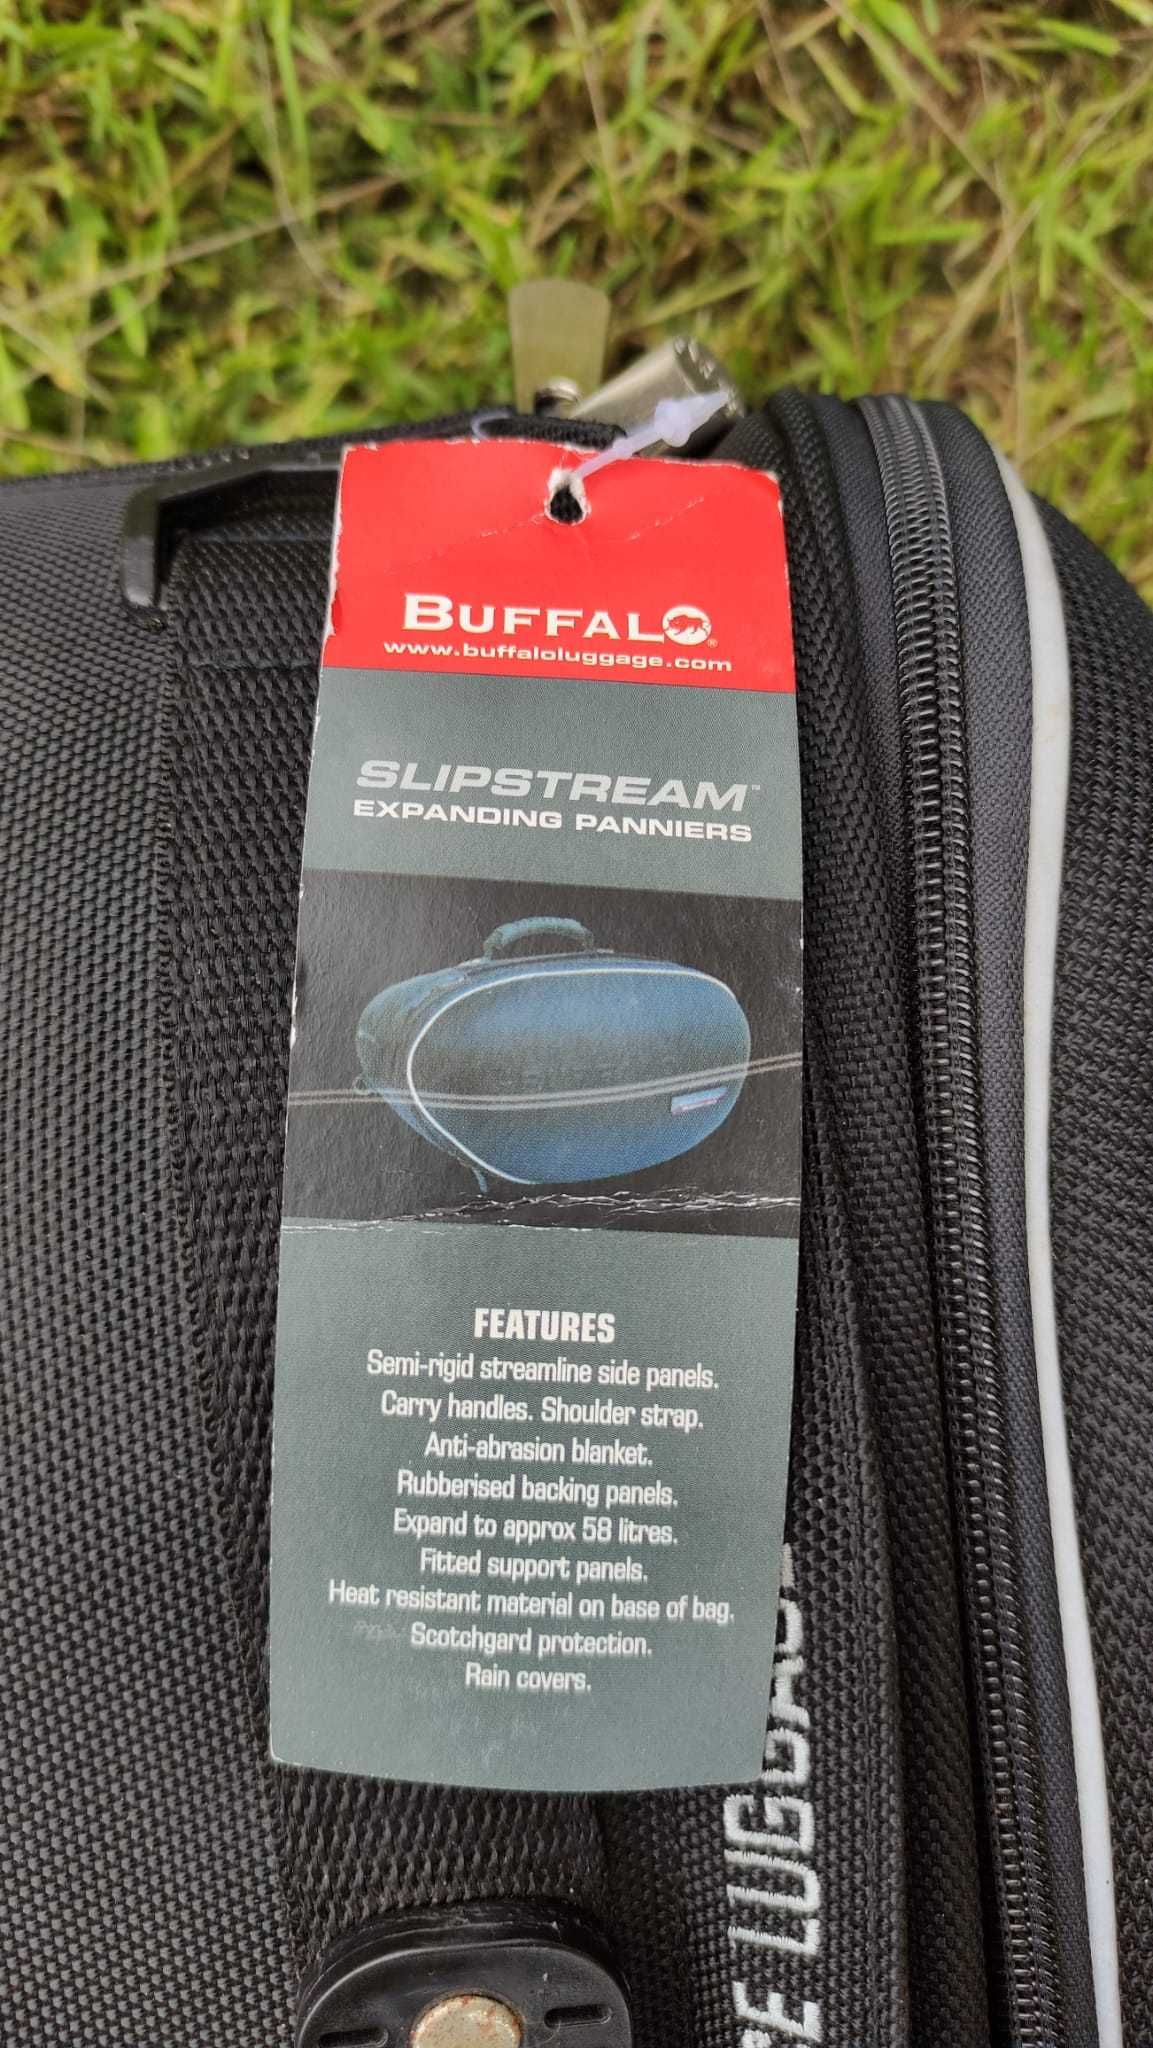 BUFFALO®
www.buffaloluggage.com
SLIPSTREAM™
EXPANDING PANNIERS
FEATURES
Semi-rigid streamline side panels.
Carry handles. Shoulder strap.
Anti-abrasion blanket.
Rubberised backing panels.
Expand to approx 58 litres.
Fitted support panels.
Heat resistant material on base of bag.
Scotchgard protection.
Rain covers.
LUGGAG